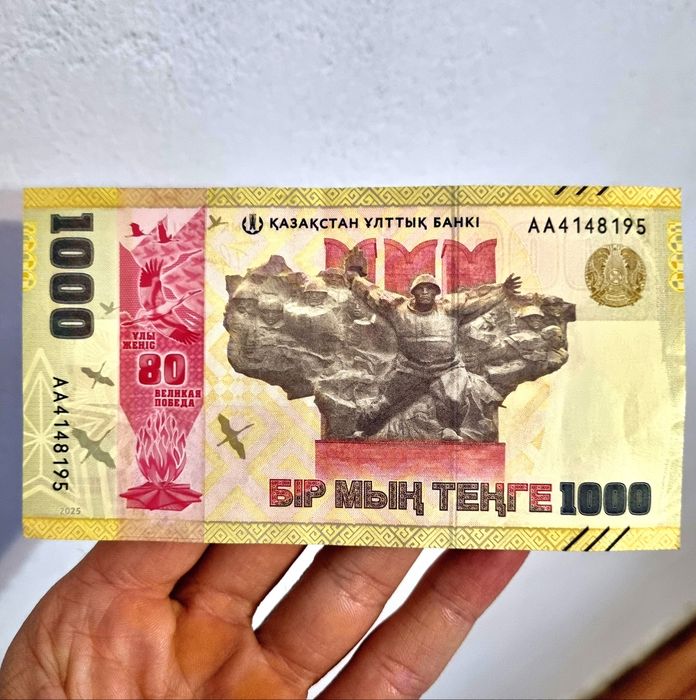 ҚАЗАҚСТАН ҰЛТТЫҚ БАНКІ
АА4148195
1000
ҰЛЫ
ЖЕҢІС
80
ВЕЛИКАЯ
ПОБЕДА
АА4148195
2025
БІР МЫҢ ТЕҢГЕ 1000